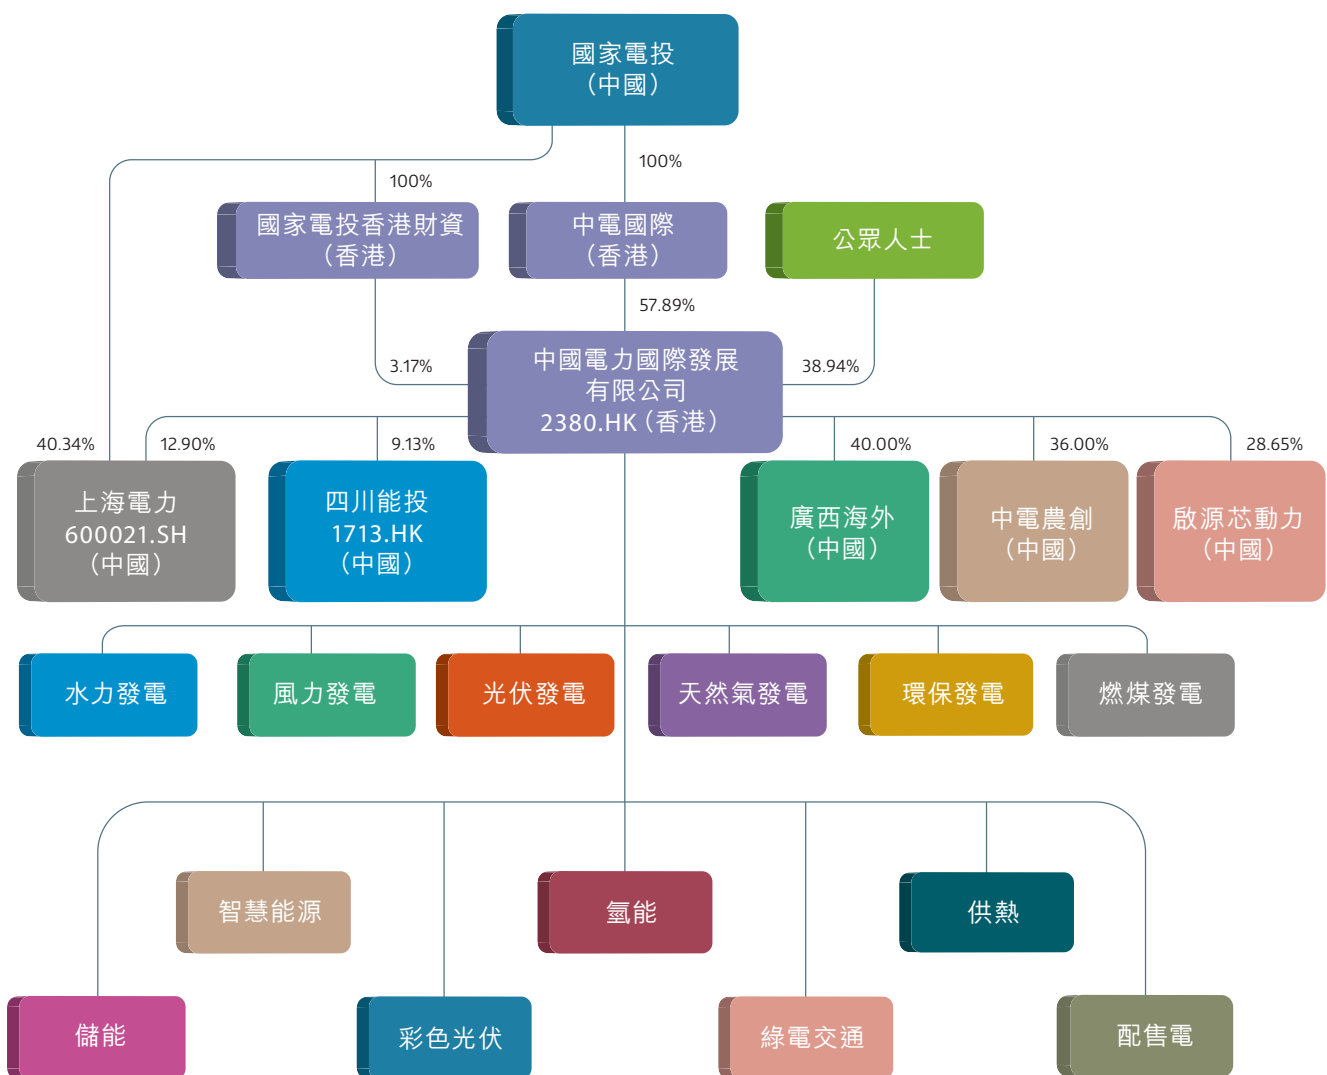 國家電投
（中國）
100%
100%
國家電投香港財資
（香港）
中電國際
（香港）
公眾人士
57.89%
3.17%
中國電力國際發展
有限公司
2380.HK（香港）
38.94%
40.34%
12.90%
9.13%
40.00%
36.00%
28.65%
上海電力
600021.SH
（中國）
四川能投
1713.HK
（中國）
廣西海外
（中國）
中電農創
（中國）
啟源芯動力
（中國）
水力發電
風力發電
光伏發電
天然氣發電
環保發電
燃煤發電
智慧能源
氫能
供熱
儲能
彩色光伏
綠電交通
配售電